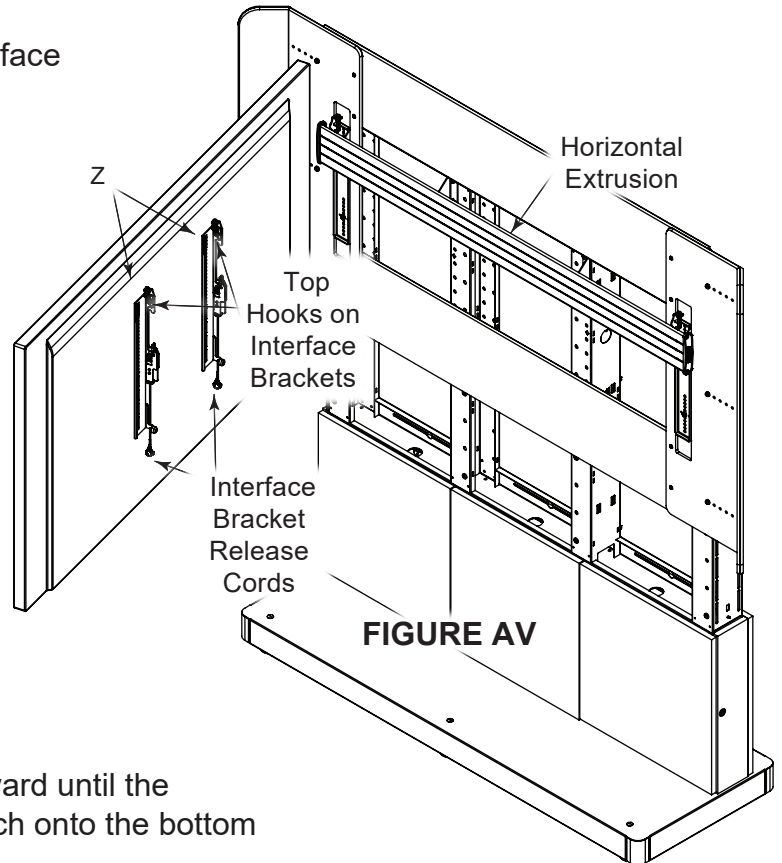 face
Z
Horizontal
Extrusion
Top
Hooks on
Interface
Brackets
Interface
Bracket
Release
Cords
FIGURE AV
ward until the
ch onto the bottom